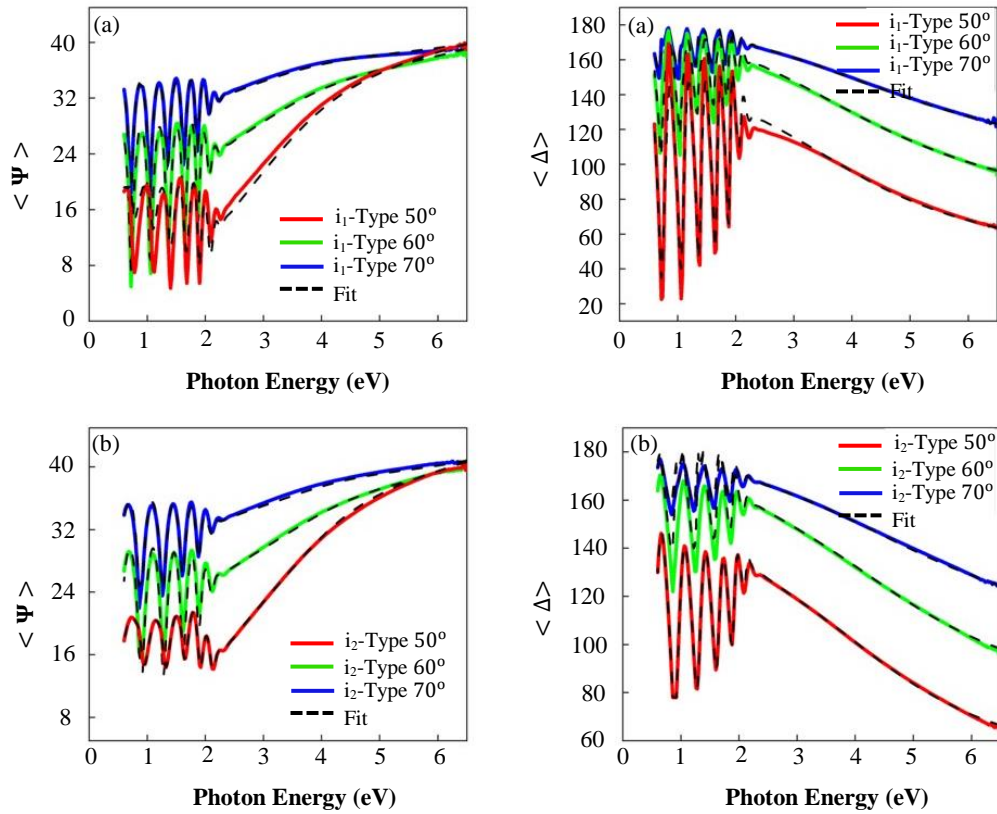 (a)
40
32
24
16
8
0
< Ψ >
i₁-Type 50º
i₁-Type 60º
i₁-Type 70º
Fit
0 1 2 3 4 5 6
Photon Energy (eV)
(a)
180
160
140
120
100
80
60
40
20
< Δ >
i₁-Type 50º
i₁-Type 60º
i₁-Type 70º
Fit
0 1 2 3 4 5 6
Photon Energy (eV)
(b)
40
32
24
16
8
< Ψ >
i₂-Type 50º
i₂-Type 60º
i₂-Type 70º
Fit
0 1 2 3 4 5 6
Photon Energy (eV)
(b)
180
160
140
120
100
80
60
< Δ>
i₂-Type 50º
i₂-Type 60º
i₂-Type 70º
Fit
0 1 2 3 4 5 6
Photon Energy (eV)